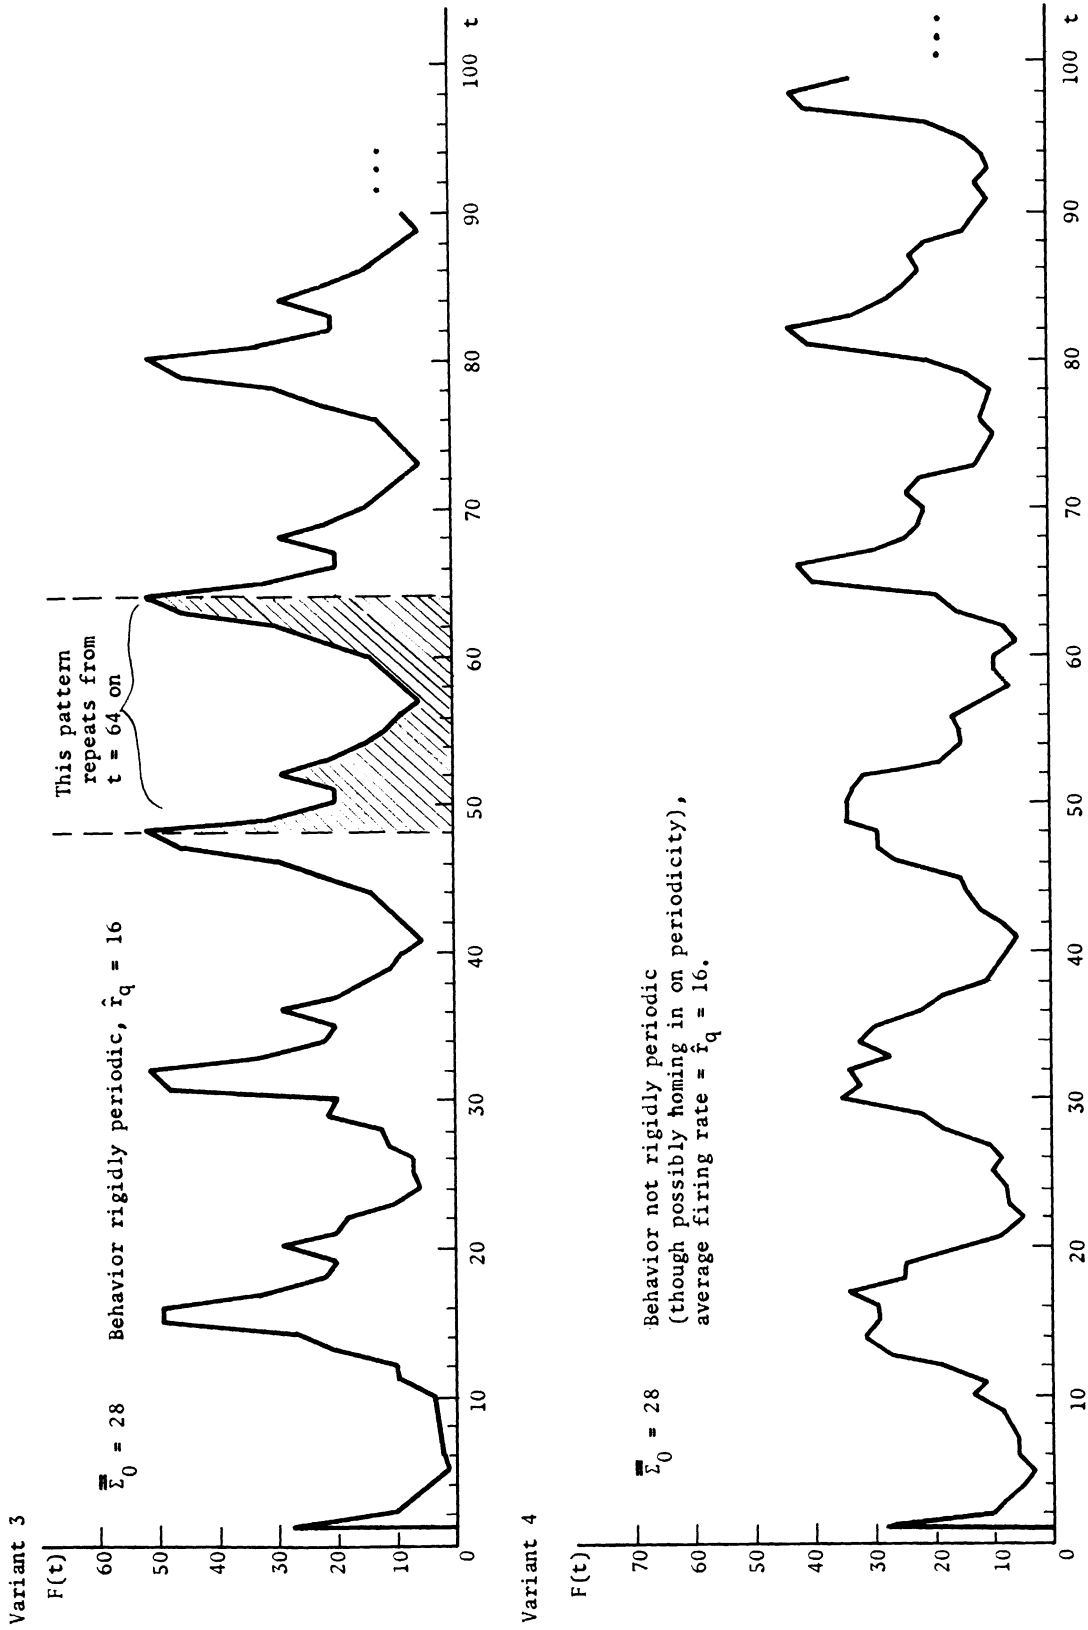 Variant 3
F(t)
60
50
40
30
20
10
0
Σ̿₀ = 28 Behavior rigidly periodic, r̂q = 16
This pattern
repeats from
t = 64 on
...
10 20 30 40 50 60 70 80 90 100 t
Variant 4
F(t)
70
60
50
40
30
20
10
0
Σ̿₀ = 28
Behavior not rigidly periodic
(though possibly homing in on periodicity),
average firing rate = r̂q = 16.
...
10 20 30 40 50 60 70 80 90 100 t